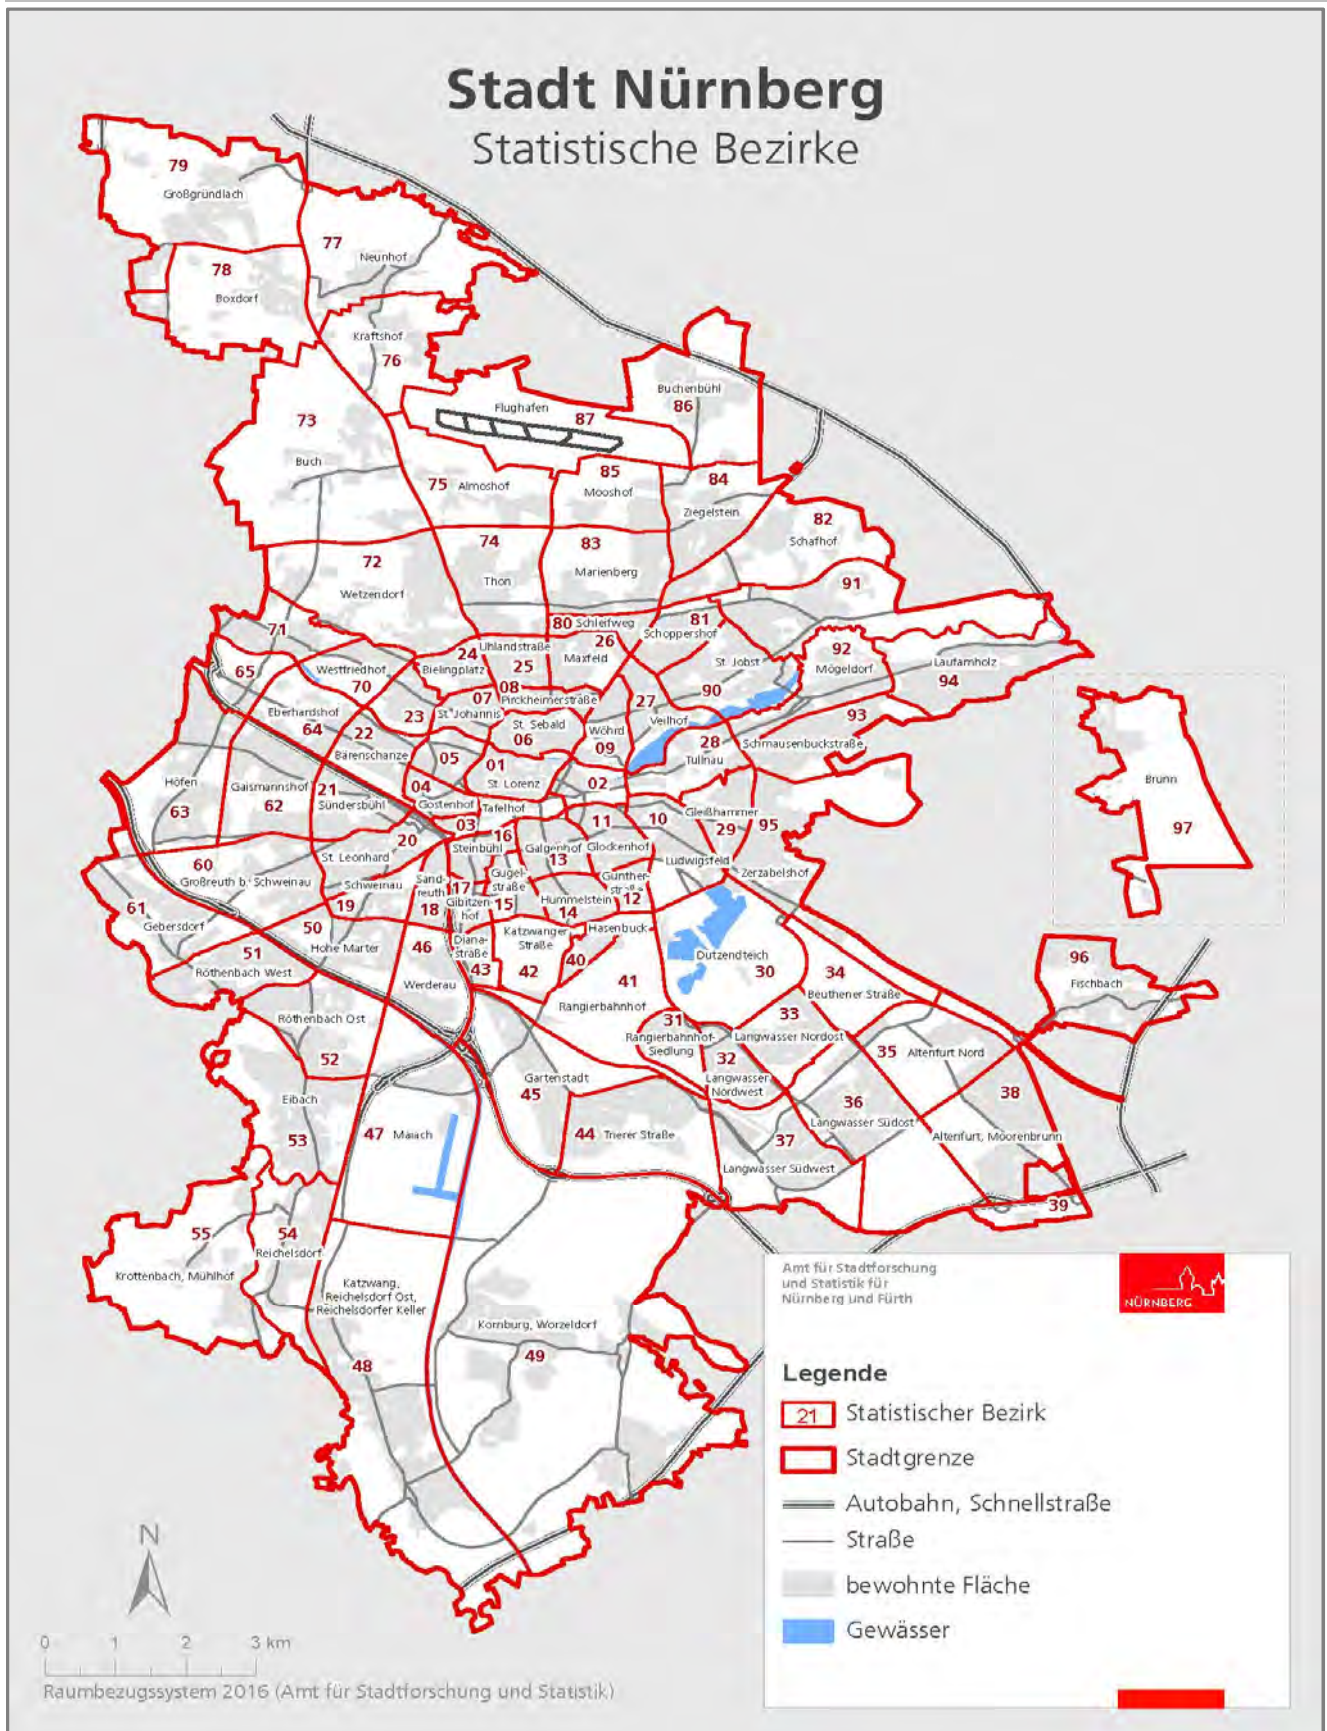 Stadt Nürnberg
Statistische Bezirke
79
Großgründlach
77
Neunhof
78
Boxdorf
Kraftshof
76
Buchenbühl
86
Flughafen
87
73
Buch
75 Almoshof
85
Mooshof
84
Ziegelstein
82
Schafhof
74
Thon
83
Marienberg
72
Wetzendorf
91
80 Schleifweg
81
Schoppershof
71
24
Uhlandstraße
25
26
Maxfeld
65
Westfriedhof
70
Bielingplatz
St. Jobst
92
Mögeldorf
Laufamholz
94
90
08
Pirckheimerstraße
07
St. Johannis
27
Veilhof
Eberhardshof
64
22
23
St. Sebald
06
Wöhrd
09
93
Schmausenbuckstraße
28
Tullnau
Bärenschanze
05
01
St. Lorenz
02
Brunn
97
Höfen
63
Gaismannshof
62
21
Sündersbühl
04
Gostenhof
Tafelhof
03
Steinbühl
16
11
10
Gleißhammer
29
95
20
St. Leonhard
Galgenhof
13
Glockenhof
Ludwigsfeld
Zerzabelshof
60
Großreuth b. Schweinau
Schweinau
19
Sand-
reuth
18
17
Gibitzen-
hof
Gugel-
straße
15
Hummelstein
14
Gunther-
straße
12
61
Gebersdorf
50
Hohe Marter
51
Röthenbach West
46
Werderau
Diana-
straße
43
Katzwanger
Straße
42
Hasenbuck
40
41
Rangierbahnhof
Dutzendteich
30
34
Beuthener Straße
96
Fischbach
Röthenbach Ost
52
31
Rangierbahnhof-
Siedlung
33
Langwasser Nordost
32
Langwasser
Nordwest
35
Altenfurt Nord
38
Eibach
53
Gartenstadt
45
36
Langwasser Südost
47 Maiach
44 Trierer Straße
37
Langwasser Südwest
Altenfurt, Moorenbrunn
39
55
Krottenbach, Mühlhof
54
Reichelsdorf
Katzwang,
Reichelsdorf Ost,
Reichelsdorfer Keller
48
Kornburg, Worzeldorf
49
Amt für Stadtforschung
und Statistik für
Nürnberg und Fürth
NÜRNBERG
Legende
21 Statistischer Bezirk
Stadtgrenze
Autobahn, Schnellstraße
Straße
bewohnte Fläche
Gewässer
N
0 1 2 3 km
Raumbezugssystem 2016 (Amt für Stadtforschung und Statistik)